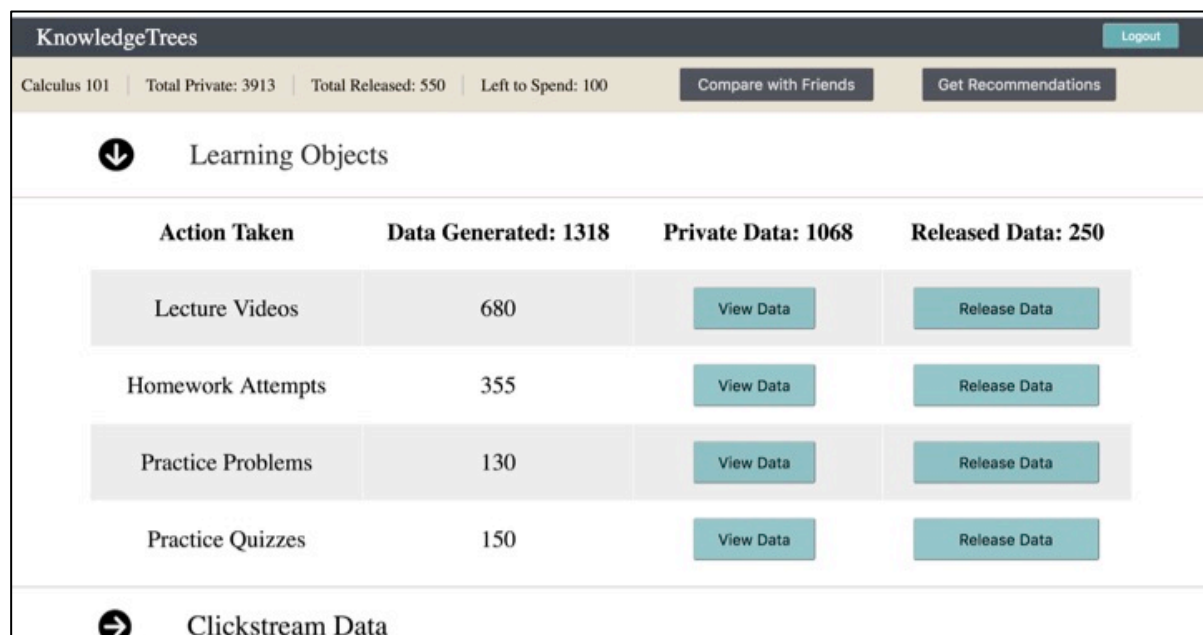 KnowledgeTrees Logout
Calculus 101 Total Private: 3913 Total Released: 550 Left to Spend: 100 Compare with Friends Get Recommendations
Learning Objects
Action Taken Data Generated: 1318 Private Data: 1068 Released Data: 250
Lecture Videos 680 View Data Release Data
Homework Attempts 355 View Data Release Data
Practice Problems 130 View Data Release Data
Practice Quizzes 150 View Data Release Data
Clickstream Data